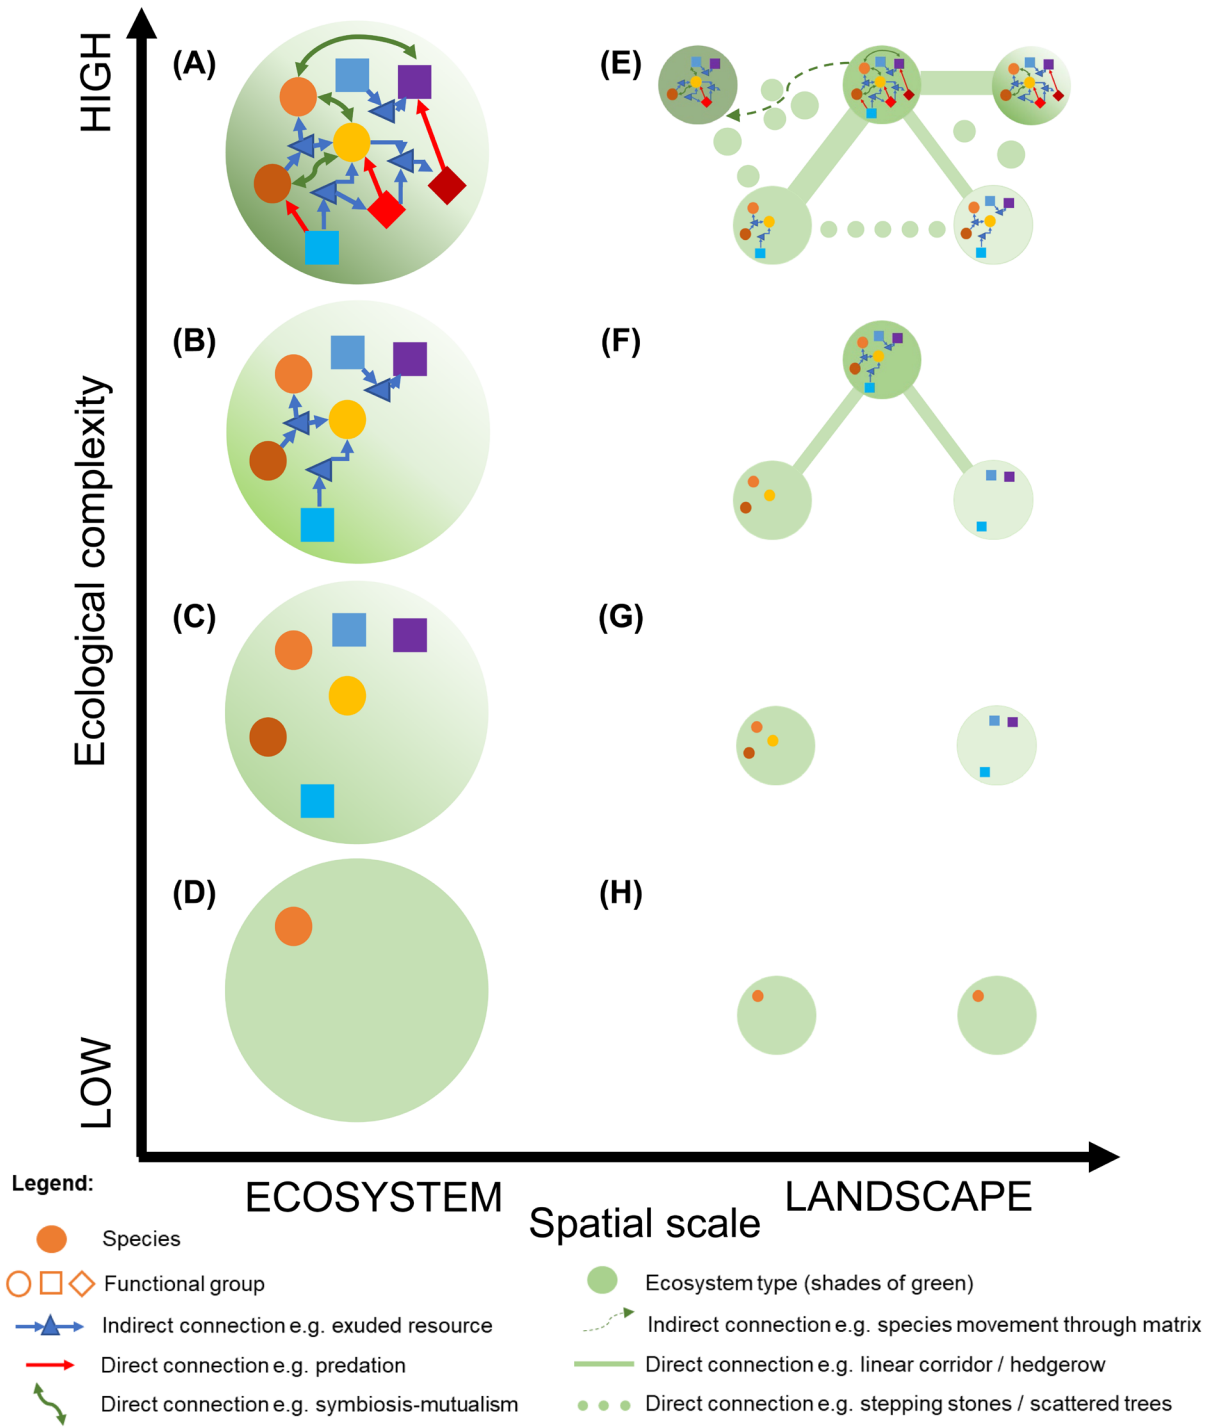 HIGH
Ecological complexity
LOW
(A)
(E)
(B)
(F)
(C)
(G)
(D)
(H)
ECOSYSTEM
LANDSCAPE
Spatial scale
Legend:
Species
Functional group
Indirect connection e.g. exuded resource
Direct connection e.g. predation
Direct connection e.g. symbiosis-mutualism
Ecosystem type (shades of green)
Indirect connection e.g. species movement through matrix
Direct connection e.g. linear corridor / hedgerow
Direct connection e.g. stepping stones / scattered trees